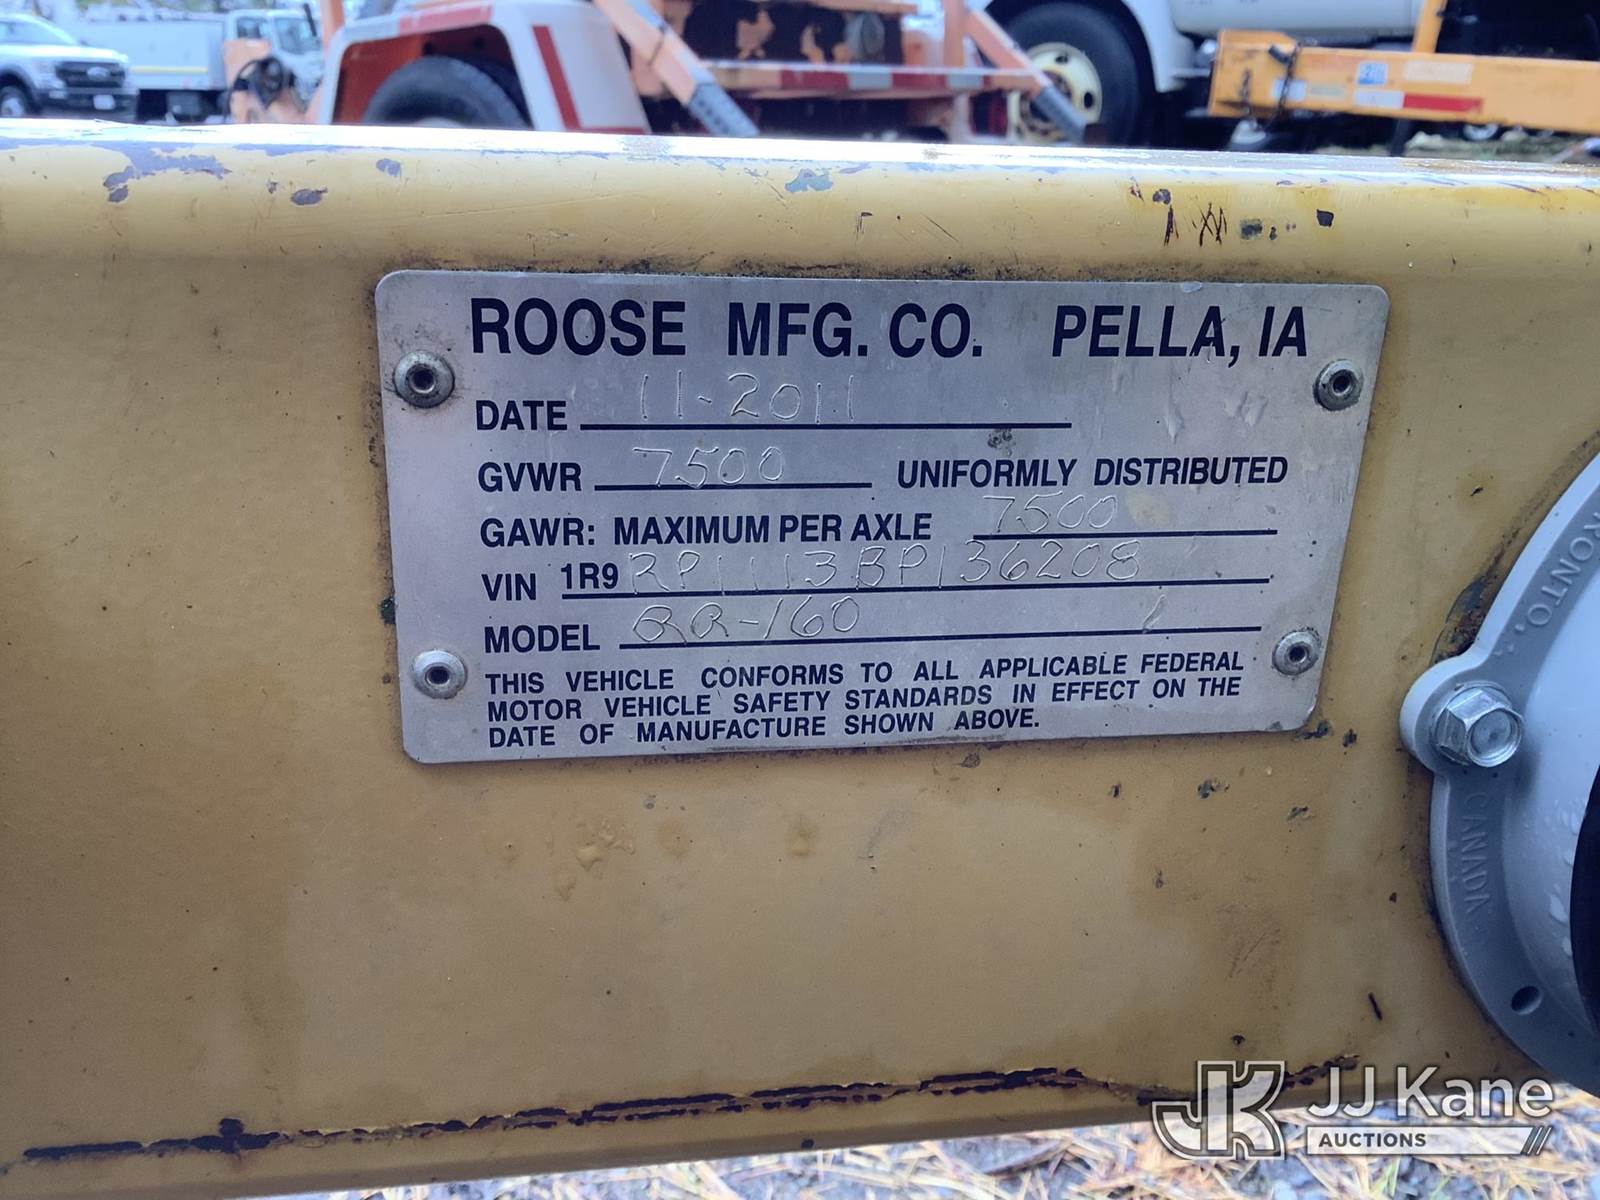 ROOSE MFG. CO. PELLA, IA
DATE 11-2011
GVWR 7500 UNIFORMLY DISTRIBUTED
GAWR: MAXIMUM PER AXLE 7500
VIN 1R9RP1113BP136208
MODEL RR-160
THIS VEHICLE CONFORMS TO ALL APPLICABLE FEDERAL
MOTOR VEHICLE SAFETY STANDARDS IN EFFECT ON THE
DATE OF MANUFACTURE SHOWN ABOVE.
RONTO.
CANADA
JK JJ Kane
AUCTIONS